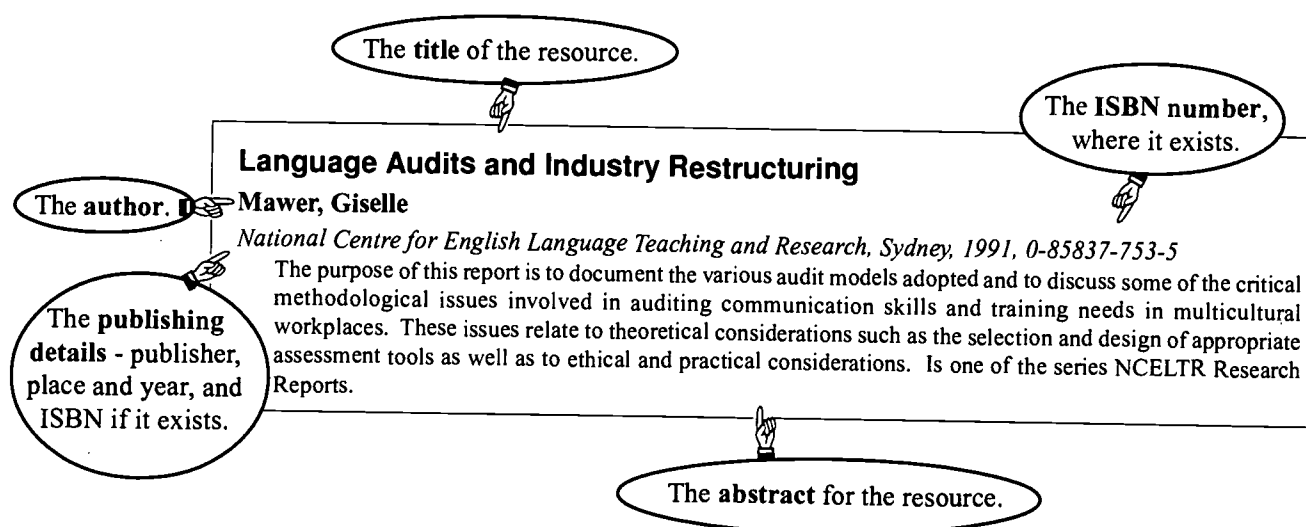 The title of the resource.
The ISBN number,
where it exists.
Language Audits and Industry Restructuring
The author.
Mawer, Giselle
National Centre for English Language Teaching and Research, Sydney, 1991, 0-85837-753-5
The purpose of this report is to document the various audit models adopted and to discuss some of the critical
methodological issues involved in auditing communication skills and training needs in multicultural
workplaces. These issues relate to theoretical considerations such as the selection and design of appropriate
assessment tools as well as to ethical and practical considerations. Is one of the series NCELTR Research
Reports.
The publishing
details - publisher,
place and year, and
ISBN if it exists.
The abstract for the resource.